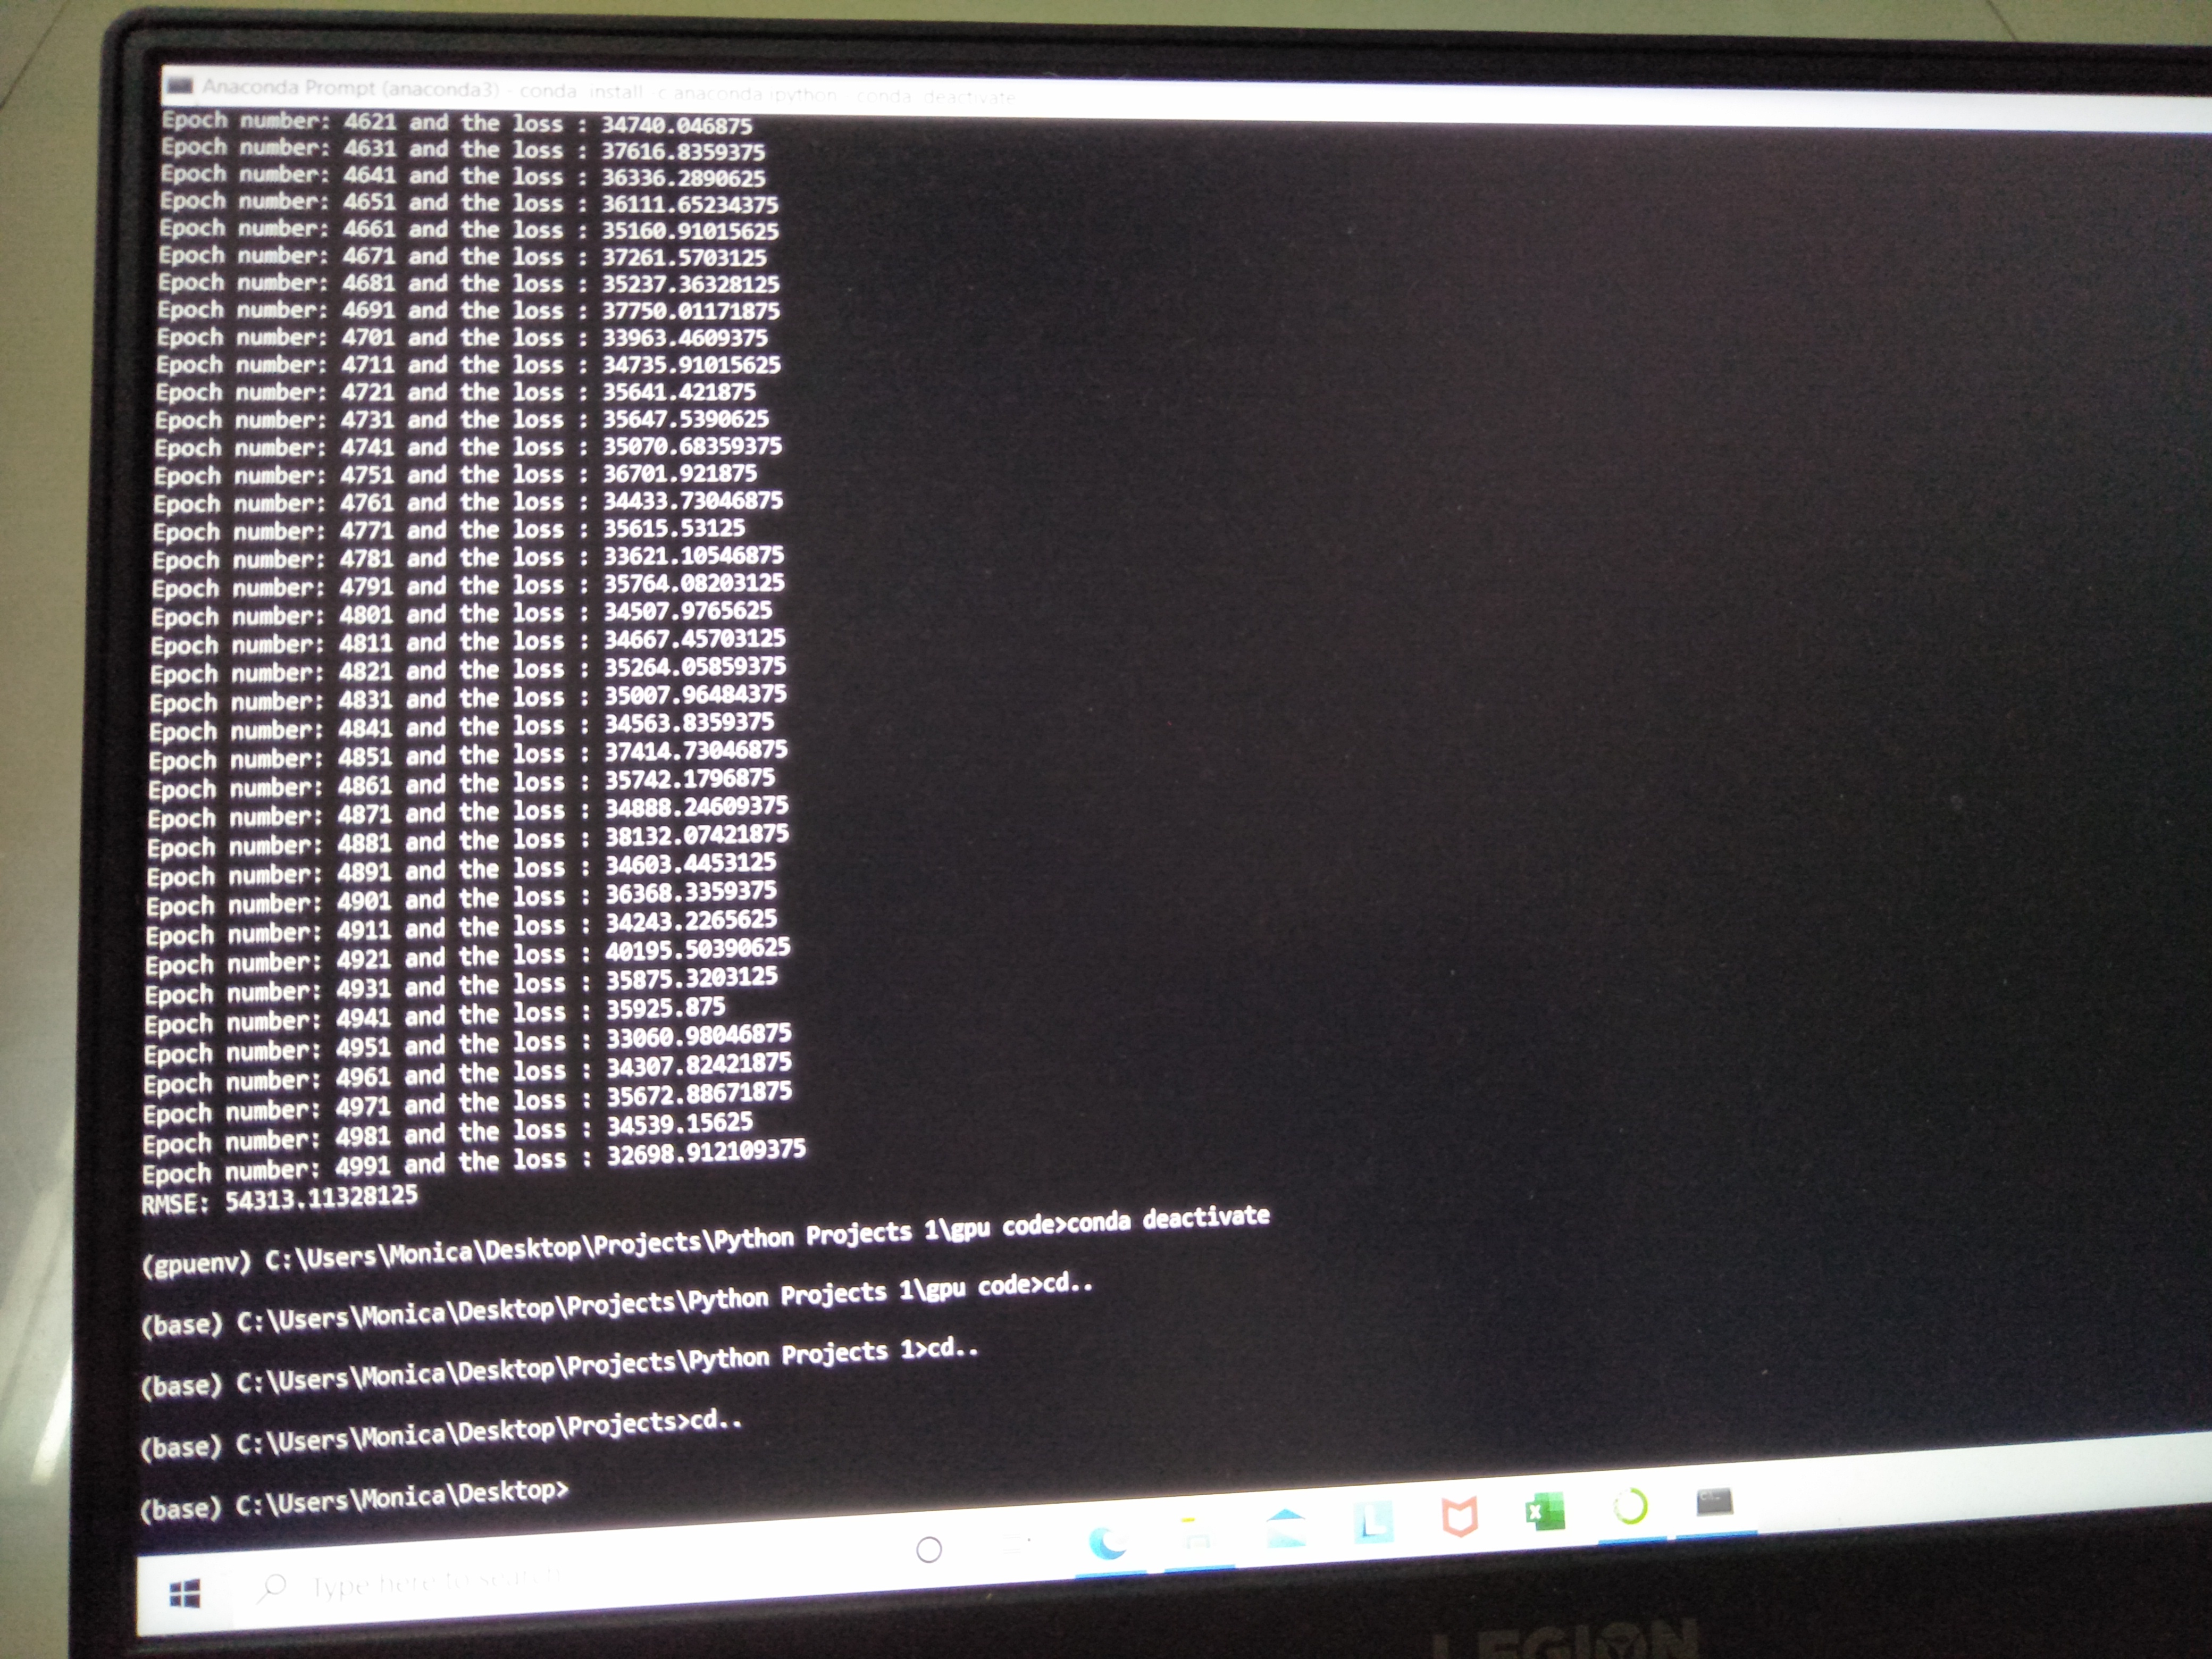 Anaconda Prompt (anaconda3) - conda install -c anaconda ipython - conda deactivate
Epoch number: 4621 and the loss : 34740.046875
Epoch number: 4631 and the loss : 37616.8359375
Epoch number: 4641 and the loss : 36336.2890625
Epoch number: 4651 and the loss : 36111.65234375
Epoch number: 4661 and the loss : 35160.91015625
Epoch number: 4671 and the loss : 37261.5703125
Epoch number: 4681 and the loss : 35237.36328125
Epoch number: 4691 and the loss : 37750.01171875
Epoch number: 4701 and the loss : 33963.4609375
Epoch number: 4711 and the loss : 34735.91015625
Epoch number: 4721 and the loss : 35641.421875
Epoch number: 4731 and the loss : 35647.5390625
Epoch number: 4741 and the loss : 35070.68359375
Epoch number: 4751 and the loss : 36701.921875
Epoch number: 4761 and the loss : 34433.73046875
Epoch number: 4771 and the loss : 35615.53125
Epoch number: 4781 and the loss : 33621.10546875
Epoch number: 4791 and the loss : 35764.08203125
Epoch number: 4801 and the loss : 34507.9765625
Epoch number: 4811 and the loss : 34667.45703125
Epoch number: 4821 and the loss : 35264.05859375
Epoch number: 4831 and the loss : 35007.96484375
Epoch number: 4841 and the loss : 34563.8359375
Epoch number: 4851 and the loss : 37414.73046875
Epoch number: 4861 and the loss : 35742.1796875
Epoch number: 4871 and the loss : 34888.24609375
Epoch number: 4881 and the loss : 38132.07421875
Epoch number: 4891 and the loss : 34603.4453125
Epoch number: 4901 and the loss : 36368.3359375
Epoch number: 4911 and the loss : 34243.2265625
Epoch number: 4921 and the loss : 40195.50390625
Epoch number: 4931 and the loss : 35875.3203125
Epoch number: 4941 and the loss : 35925.875
Epoch number: 4951 and the loss : 33060.98046875
Epoch number: 4961 and the loss : 34307.82421875
Epoch number: 4971 and the loss : 35672.88671875
Epoch number: 4981 and the loss : 34539.15625
Epoch number: 4991 and the loss : 32698.912109375
RMSE: 54313.11328125
(gpuenv) C:\Users\Monica\Desktop\Projects\Python Projects 1\gpu code>conda deactivate
(base) C:\Users\Monica\Desktop\Projects\Python Projects 1\gpu code>cd..
(base) C:\Users\Monica\Desktop\Projects\Python Projects 1>cd..
(base) C:\Users\Monica\Desktop\Projects>cd..
(base) C:\Users\Monica\Desktop>
Type here to search
LEGION